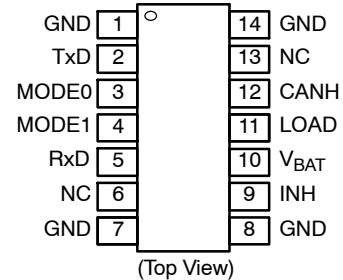 GND 1 14 GND
TxD 2 13 NC
MODE0 3 12 CANH
MODE1 4 11 LOAD
RxD 5 10 VBAT
NC 6 9 INH
GND 7 8 GND
(Top View)